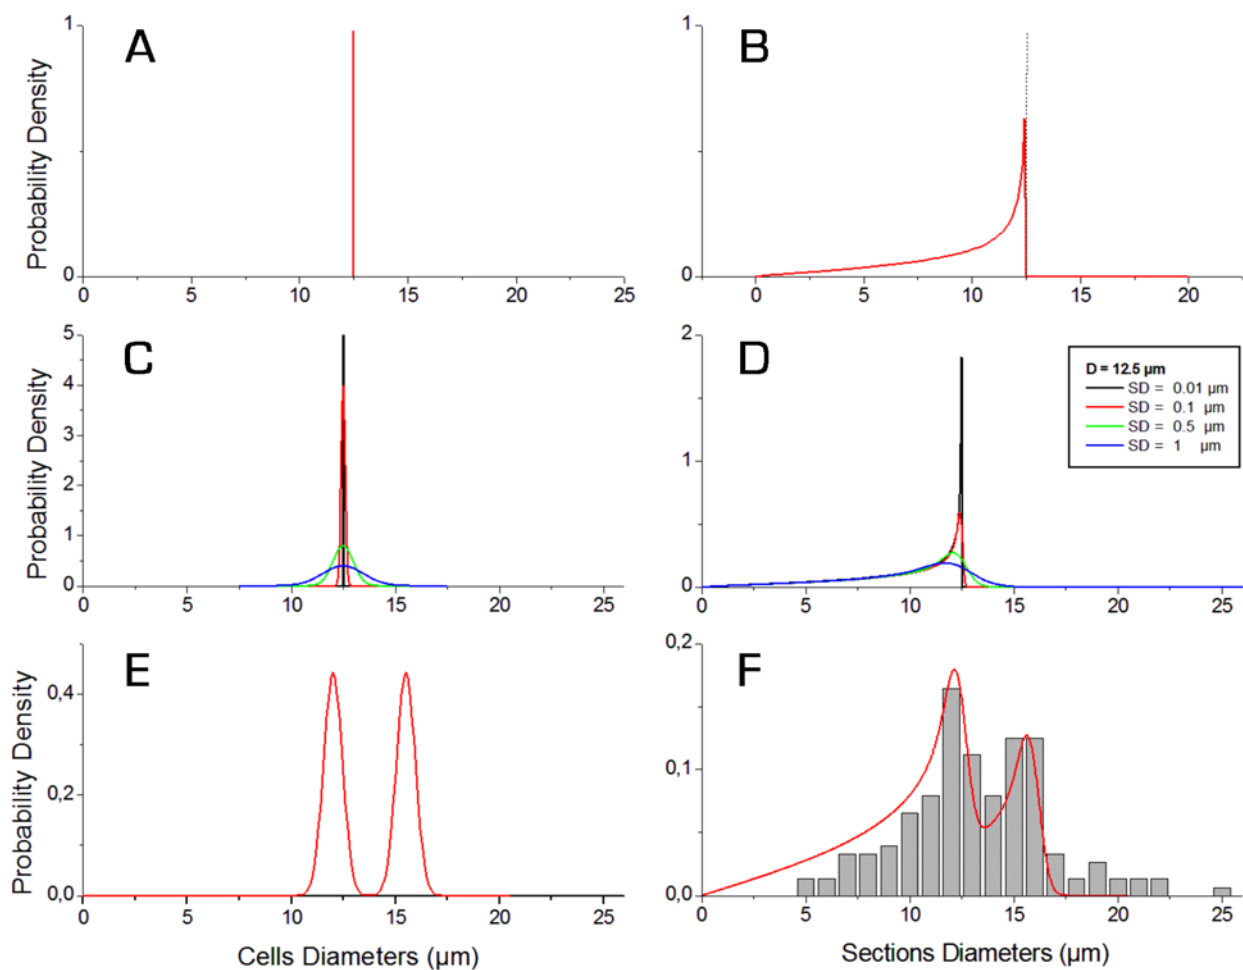 A
Probability Density
1
0
0 5 10 15 20 25
B
1
0
0 5 10 15 20
C
Probability Density
5
4
3
2
1
0
0 5 10 15 20 25
D
2
1
0
0 5 10 15 20 25
D = 12.5 µm
SD = 0.01 µm
SD = 0.1 µm
SD = 0.5 µm
SD = 1 µm
E
Probability Density
0,4
0,2
0,0
0 5 10 15 20 25
Cells Diameters (µm)
F
0,2
0,1
0,0
0 5 10 15 20 25
Sections Diameters (µm)